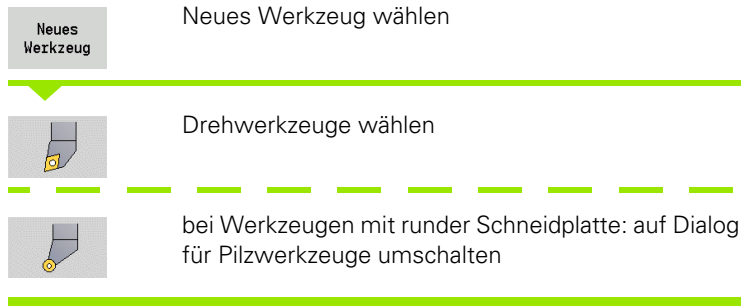 Neues
Werkzeug
Neues Werkzeug wählen
Drehwerkzeuge wählen
bei Werkzeugen mit runder Schneidplatte: auf Dialog
für Pilzwerkzeuge umschalten